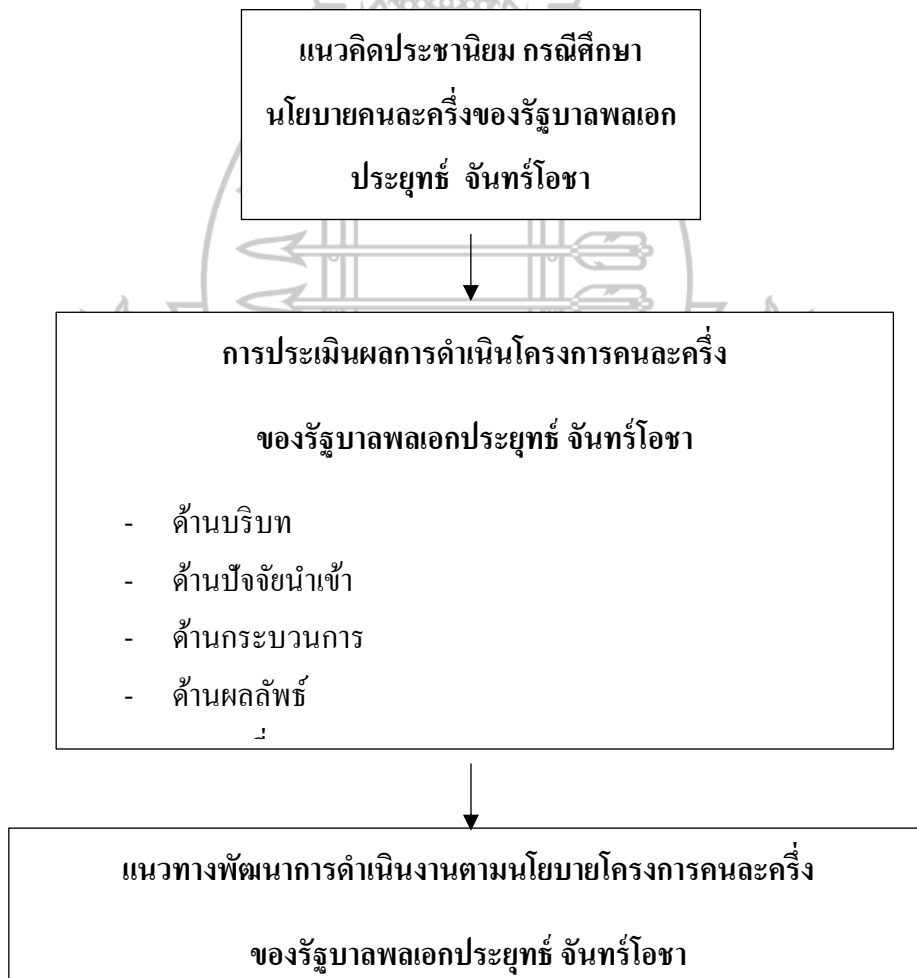 แนวคิดประชานิยม กรณีศึกษา
นโยบายคนละครึ่งของรัฐบาลพลเอก
ประยุทธ์ จันทร์โอชา
การประเมินผลการดำเนินโครงการคนละครึ่ง
ของรัฐบาลพลเอกประยุทธ์ จันทร์โอชา
- ด้านบริบท
- ด้านปัจจัยนำเข้า
- ด้านกระบวนการ
- ด้านผลลัพธ์
แนวทางพัฒนาการดำเนินงานตามนโยบายโครงการคนละครึ่ง
ของรัฐบาลพลเอกประยุทธ์ จันทร์โอชา